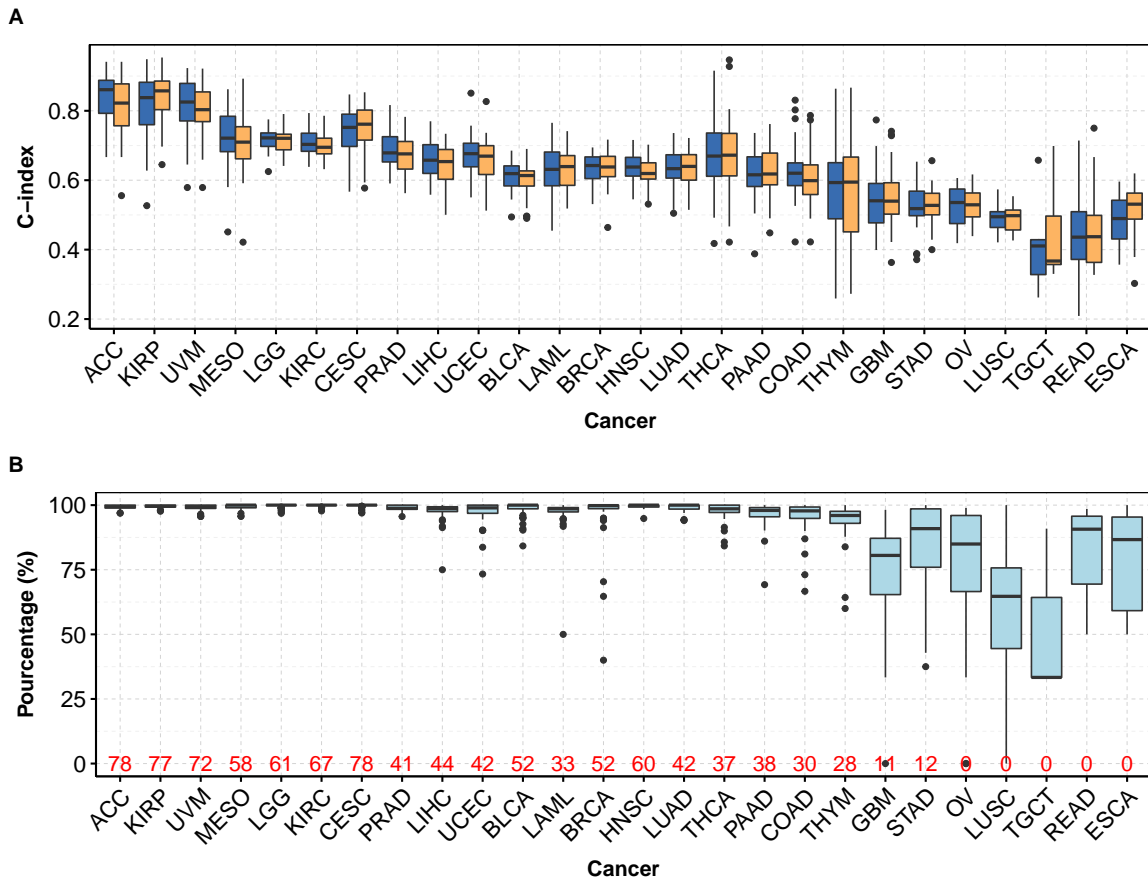 A
C-index
0.8
0.6
0.4
0.2
ACC KIRP UVM MESO LGG KIRC CESC PRAD LIHC UCEC BLCA LAML BRCA HNSC LUAD THCA PAAD COAD THYM GBM STAD OV LUSC TGCT READ ESCA
Cancer
B
Pourcentage (%)
100
75
50
25
0
78 77 72 58 61 67 78 41 44 42 52 33 52 60 42 37 38 30 28 11 12 0 0 0 0 0
ACC KIRP UVM MESO LGG KIRC CESC PRAD LIHC UCEC BLCA LAML BRCA HNSC LUAD THCA PAAD COAD THYM GBM STAD OV LUSC TGCT READ ESCA
Cancer